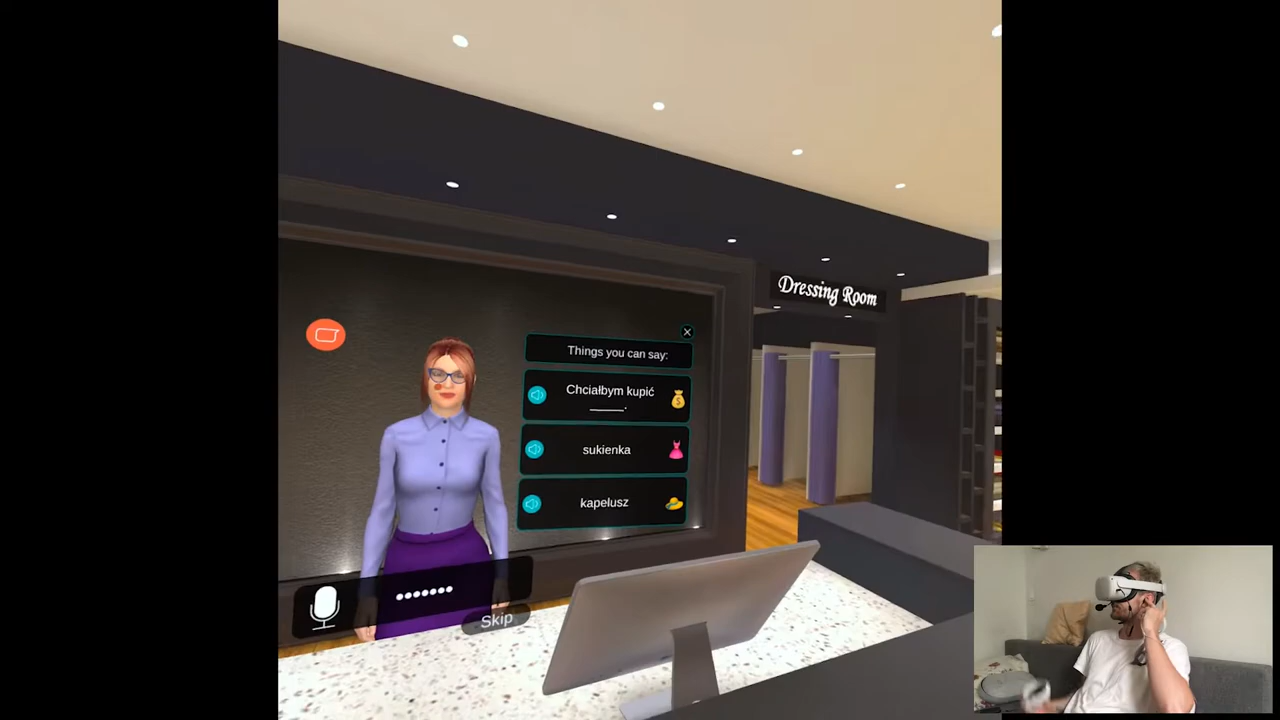 Dressing Room
Things you can say:
Chciałbym kupić
______.
sukienka
kapelusz
Skip